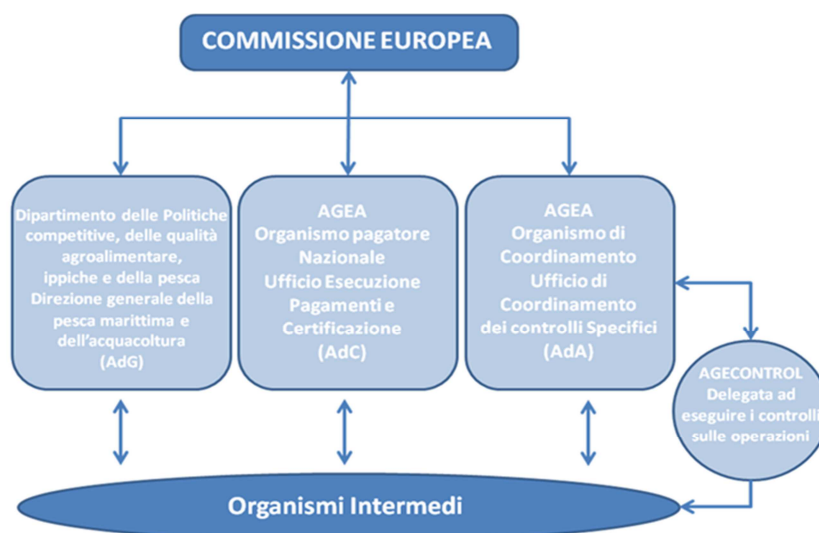 COMMISSIONE EUROPEA
Dipartimento delle Politiche
competitive, delle qualità
agroalimentare,
ippiche e della pesca
Direzione generale della
pesca marittima e
dell'acquacoltura
(AdG)
AGEA
Organismo pagatore
Nazionale
Ufficio Esecuzione
Pagamenti e
Certificazione
(AdC)
AGEA
Organismo di
Coordinamento
Ufficio di
Coordinamento
dei controlli Specifici
(AdA)
AGECONTROL
Delegata ad
eseguire i controlli
sulle operazioni
Organismi Intermedi